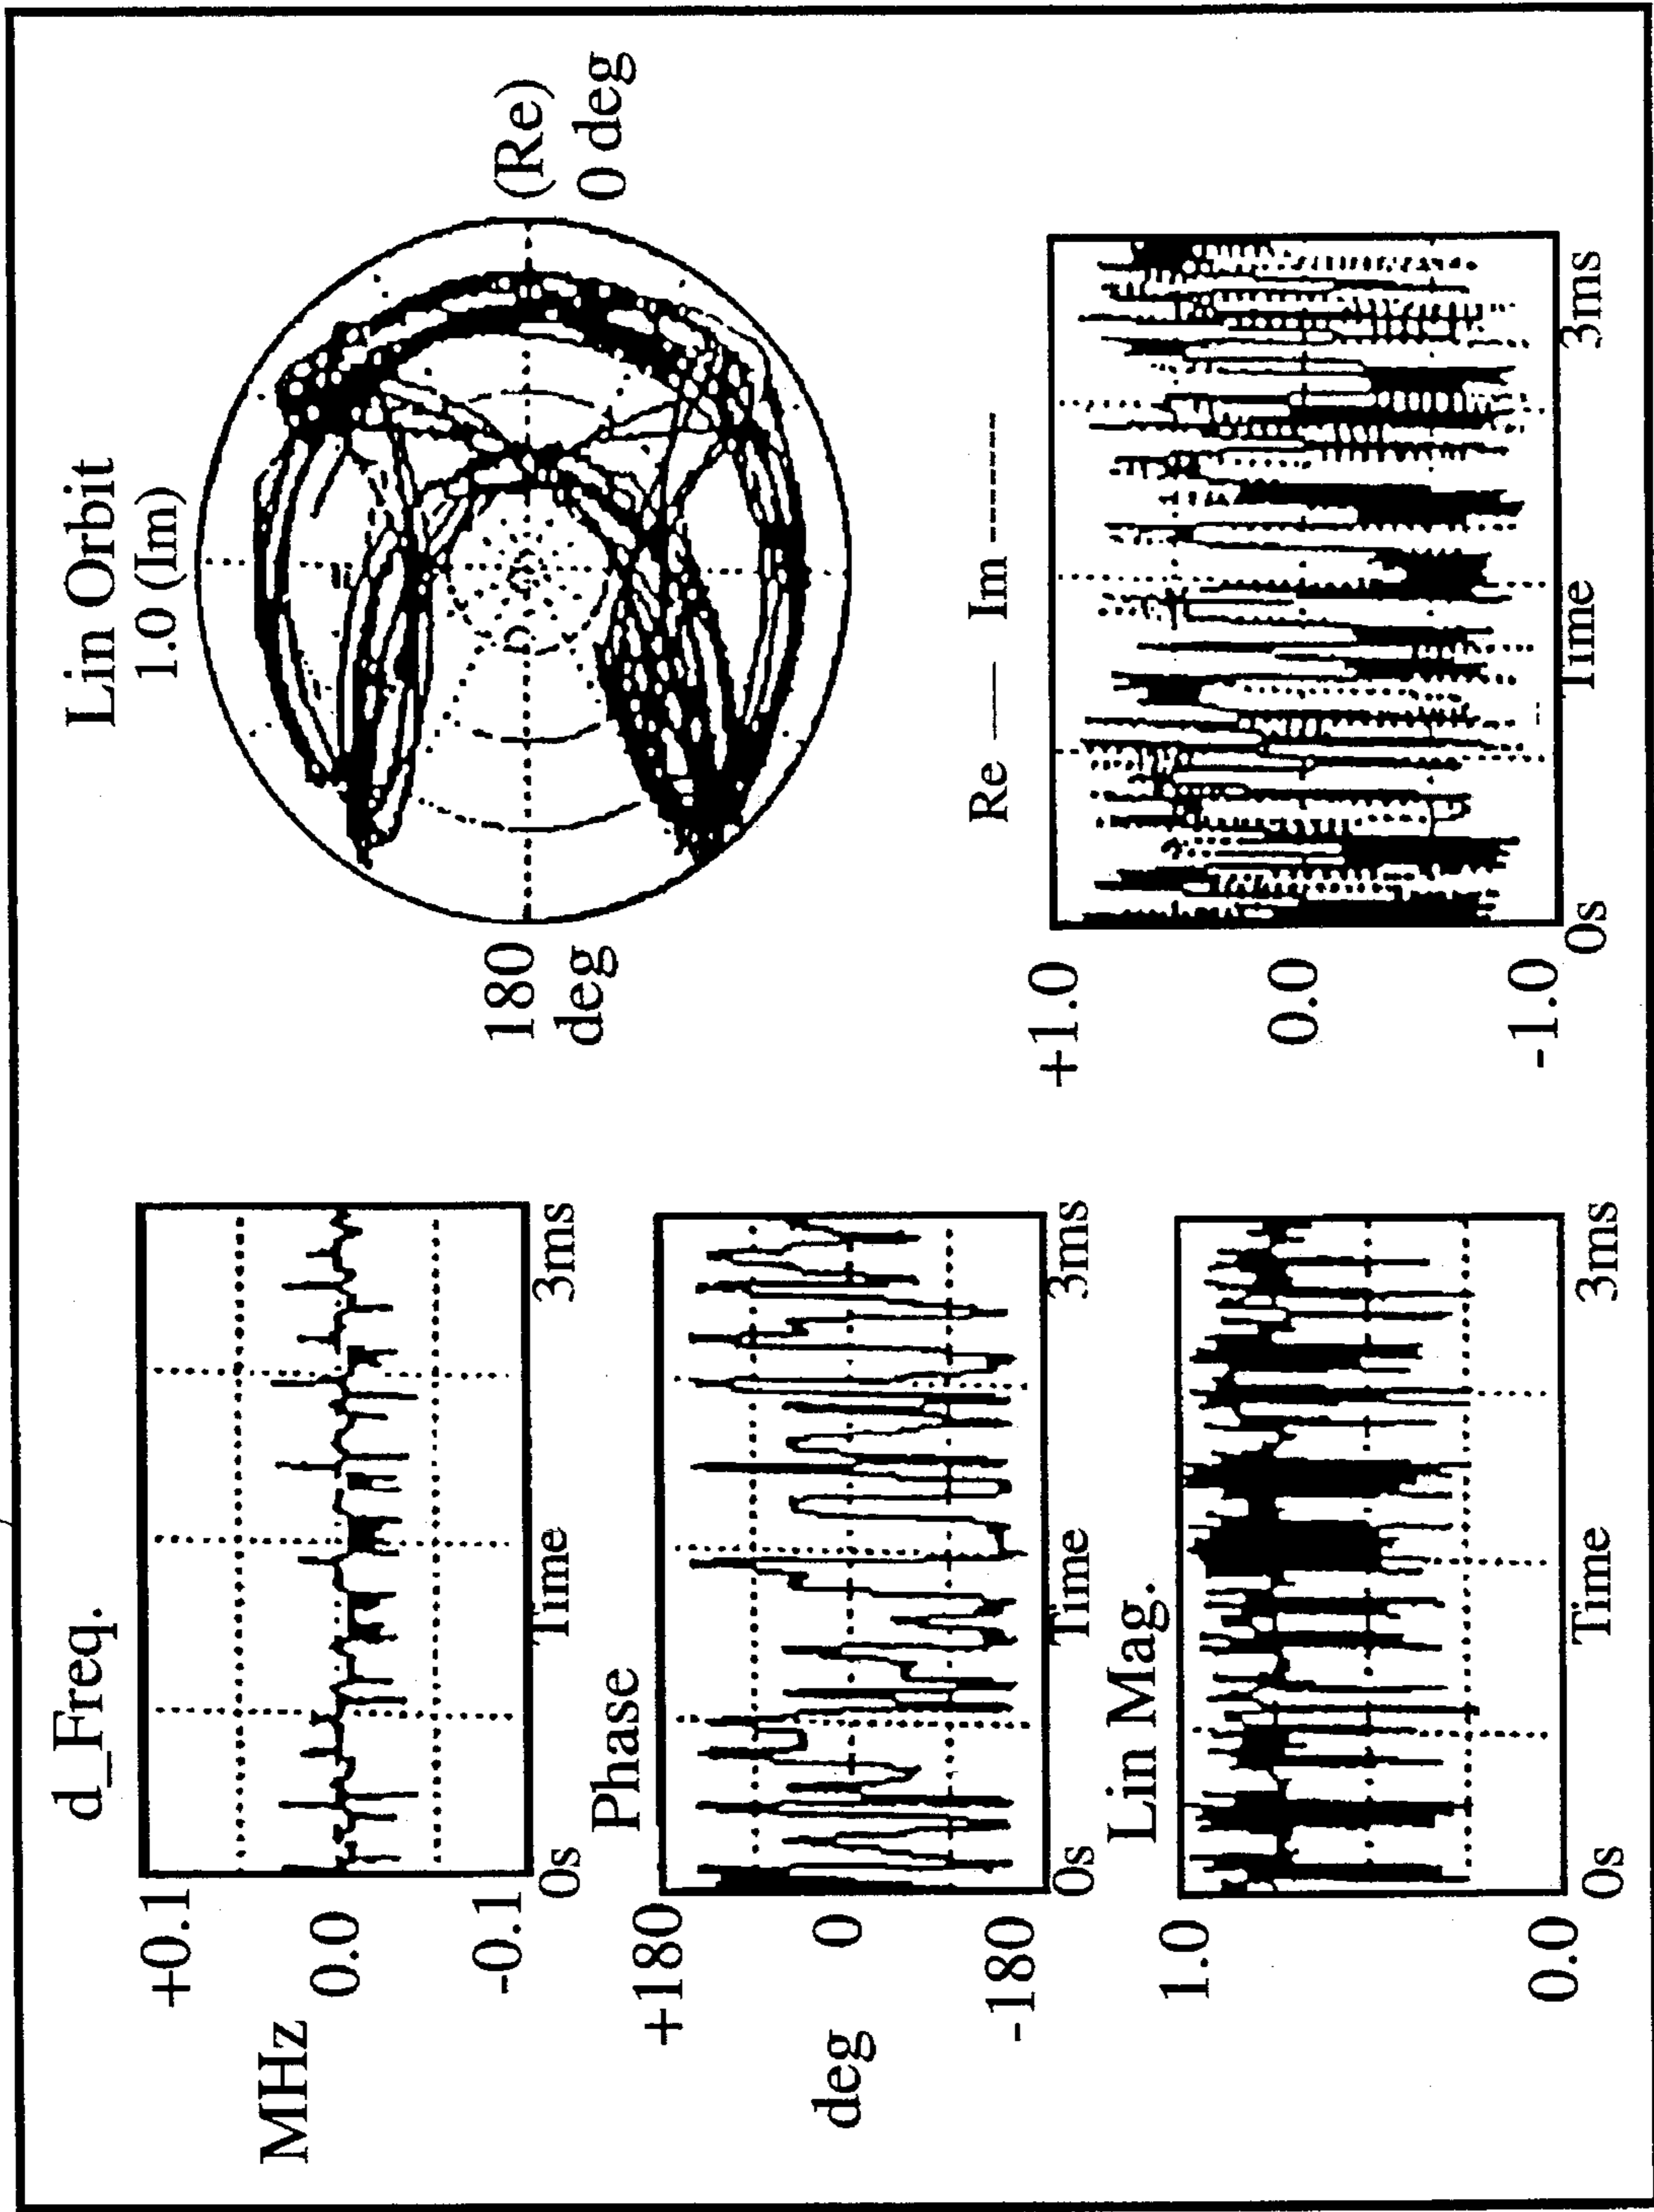 d_Freq.
MHz
+0.1
0.0
-0.1
0s
Time
3ms
Phase
deg
+180
0
-180
0s
Time
3ms
Lin Mag.
1.0
0.0
0s
Time
3ms
Lin Orbit
1.0 (Im)
180
deg
(Re)
0 deg
Re —— Im ------
+1.0
0.0
-1.0
0s
Time
3ms